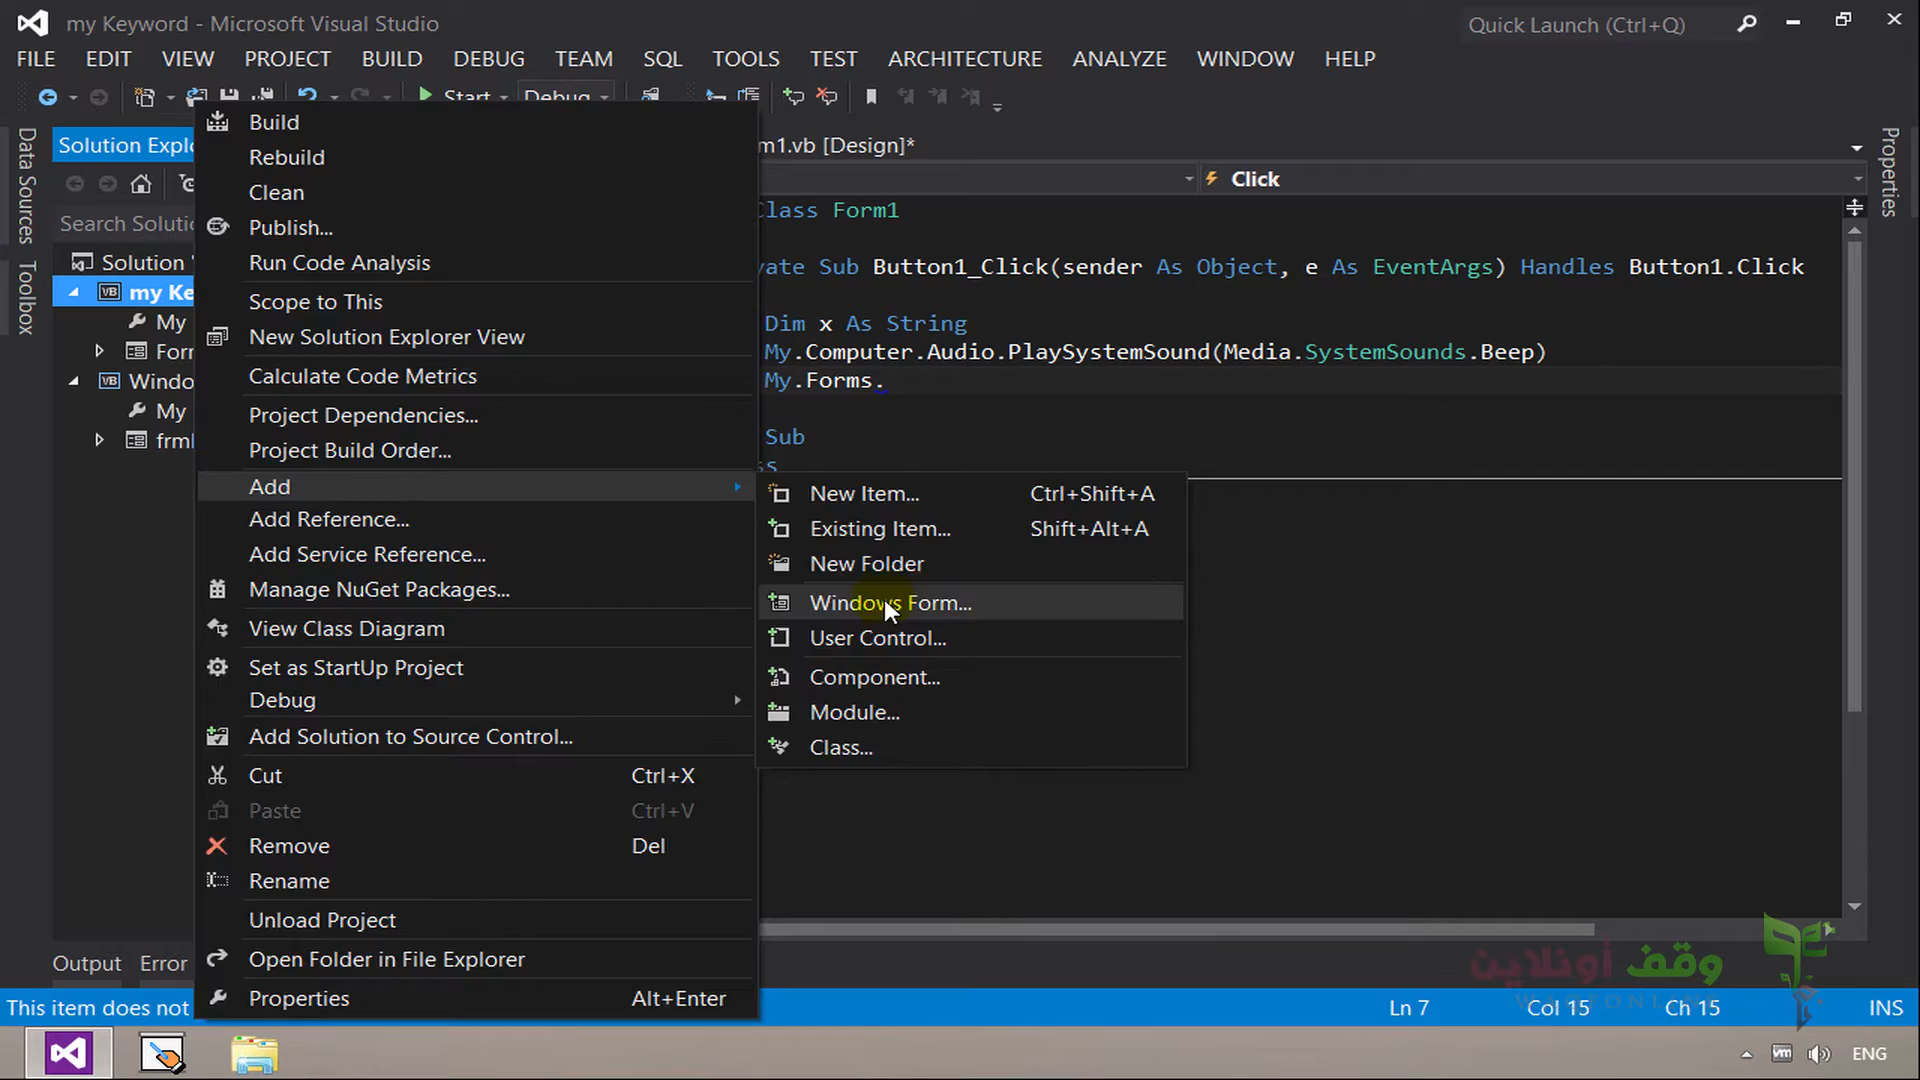 my Keyword - Microsoft Visual Studio
Quick Launch (Ctrl+Q)
FILE EDIT VIEW PROJECT BUILD DEBUG TEAM SQL TOOLS TEST ARCHITECTURE ANALYZE WINDOW HELP
Start Debug
Data Sources
Toolbox
Properties
Solution Explo
m1.vb [Design]*
Search Soluti
Click
Solution '
my Ke
My
For
Windo
My
frm
Build
Rebuild
Clean
Publish...
Run Code Analysis
Scope to This
New Solution Explorer View
Calculate Code Metrics
Project Dependencies...
Project Build Order...
Add
Add Reference...
Add Service Reference...
Manage NuGet Packages...
View Class Diagram
Set as StartUp Project
Debug
Add Solution to Source Control...
Cut Ctrl+X
Paste Ctrl+V
Remove Del
Rename
Unload Project
Open Folder in File Explorer
Properties Alt+Enter
New Item... Ctrl+Shift+A
Existing Item... Shift+Alt+A
New Folder
Windows Form...
User Control...
Component...
Module...
Class...
Class Form1
vate Sub Button1_Click(sender As Object, e As EventArgs) Handles Button1.Click
Dim x As String
My.Computer.Audio.PlaySystemSound(Media.SystemSounds.Beep)
My.Forms.
Sub
ss
Output Error
وقف أونلاين
This item does not
Ln 7 Col 15 Ch 15 INS
ENG